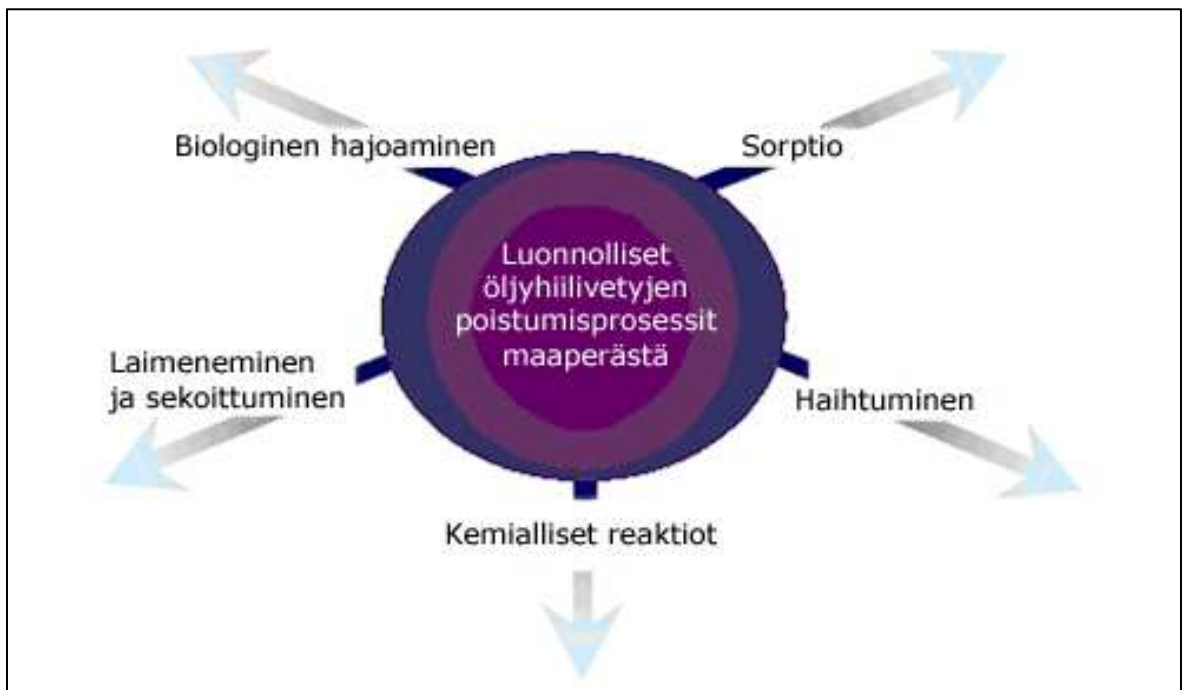 Biologinen hajoaminen
Sorptio
Luonnolliset
öljyhiilivetyjen
poistumisprosessit
maaperästä
Laimeneminen
ja sekoittuminen
Haihtuminen
Kemialliset reaktiot